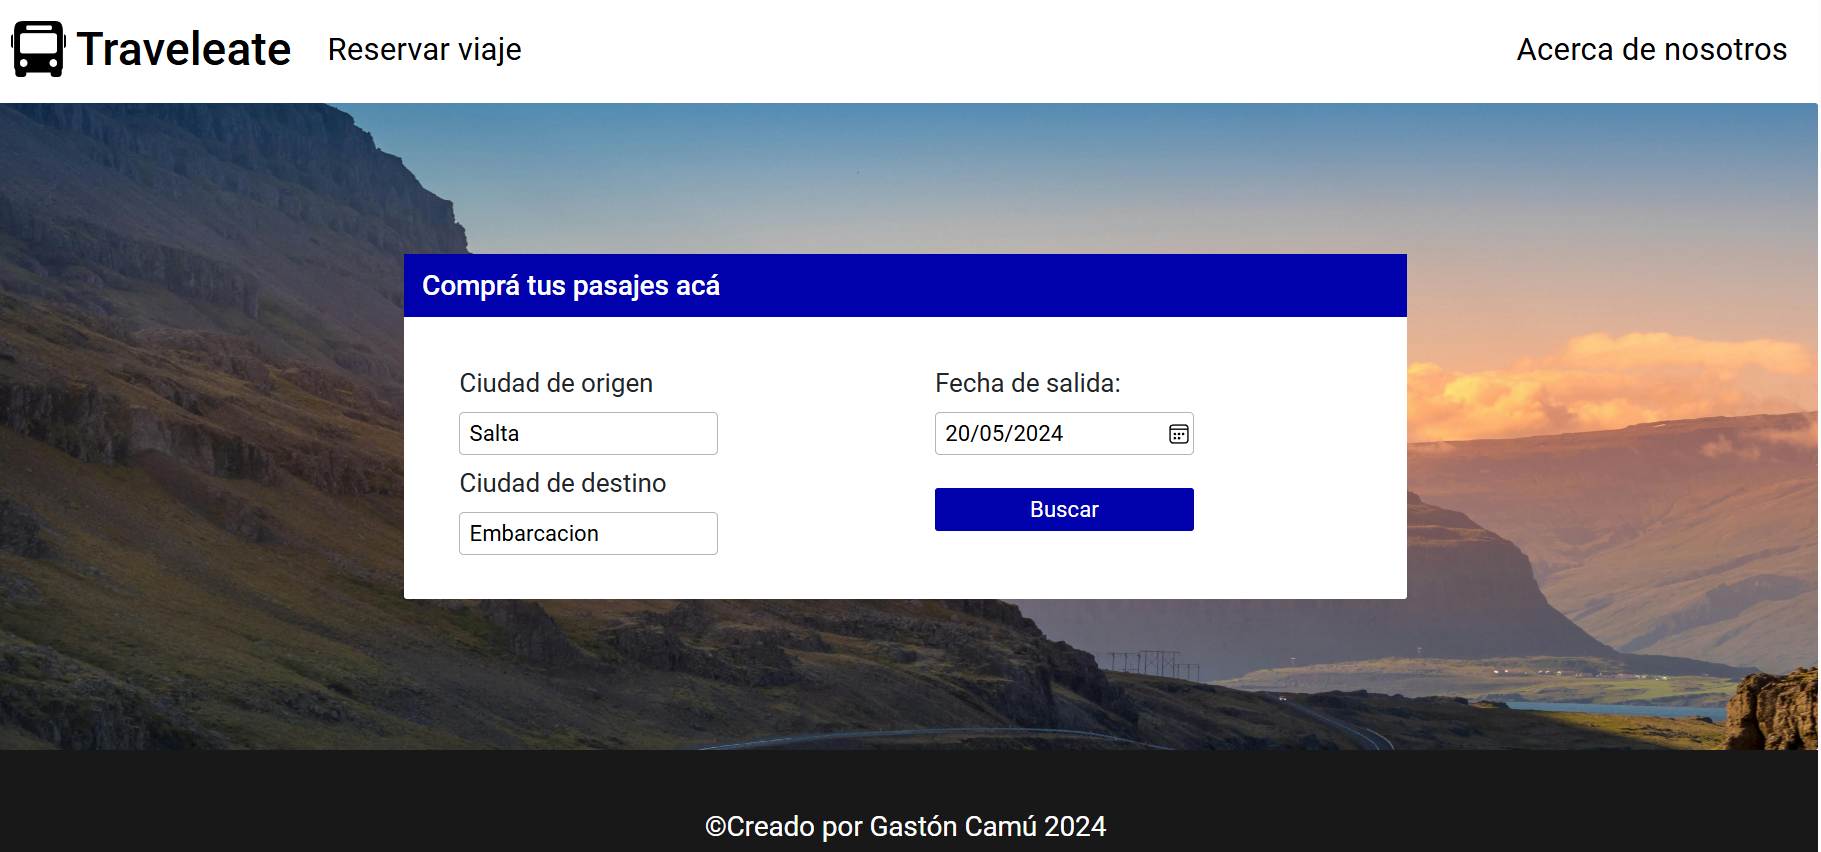 Traveleate
Reservar viaje
Acerca de nosotros
Comprá tus pasajes acá
Ciudad de origen
Salta
Ciudad de destino
Embarcacion
Fecha de salida:
20/05/2024
Buscar
©Creado por Gastón Camú 2024